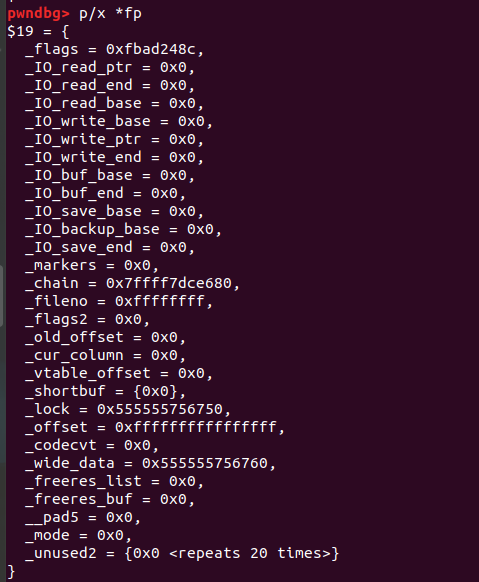 pwndbg> p/x *fp
$19 = {
  _flags = 0xfbad248c,
  _IO_read_ptr = 0x0,
  _IO_read_end = 0x0,
  _IO_read_base = 0x0,
  _IO_write_base = 0x0,
  _IO_write_ptr = 0x0,
  _IO_write_end = 0x0,
  _IO_buf_base = 0x0,
  _IO_buf_end = 0x0,
  _IO_save_base = 0x0,
  _IO_backup_base = 0x0,
  _IO_save_end = 0x0,
  _markers = 0x0,
  _chain = 0x7ffff7dce680,
  _fileno = 0xffffffff,
  _flags2 = 0x0,
  _old_offset = 0x0,
  _cur_column = 0x0,
  _vtable_offset = 0x0,
  _shortbuf = {0x0},
  _lock = 0x555555756750,
  _offset = 0xffffffffffffffff,
  _codecvt = 0x0,
  _wide_data = 0x555555756760,
  _freeres_list = 0x0,
  _freeres_buf = 0x0,
  __pad5 = 0x0,
  _mode = 0x0,
  _unused2 = {0x0 <repeats 20 times>}
}